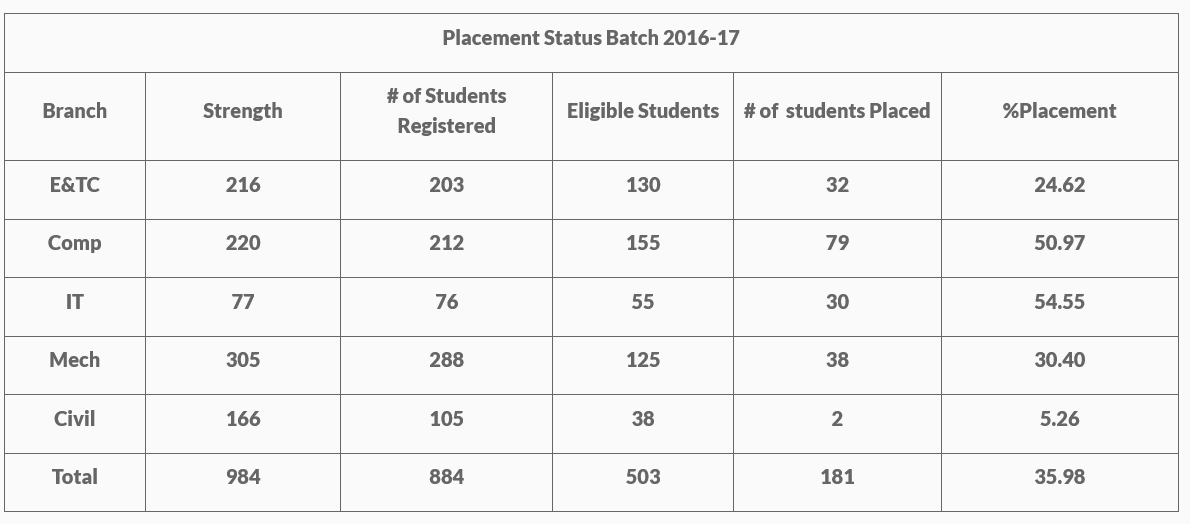 Placement Status Batch 2016-17
Branch Strength # of Students Registered Eligible Students # of students Placed %Placement
E&TC 216 203 130 32 24.62
Comp 220 212 155 79 50.97
IT 77 76 55 30 54.55
Mech 305 288 125 38 30.40
Civil 166 105 38 2 5.26
Total 984 884 503 181 35.98